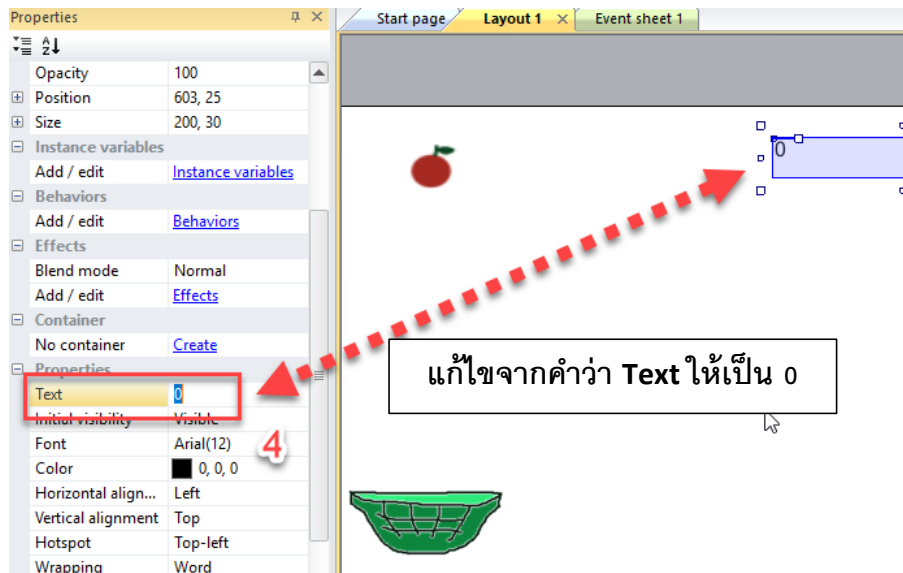 Properties
Start page Layout 1 Event sheet 1
Opacity 100
Position 603, 25
Size 200, 30
Instance variables
Add / edit Instance variables
Behaviors
Add / edit Behaviors
Effects
Blend mode Normal
Add / edit Effects
Container
No container Create
Properties
Text 0
Initial visibility Visible
Font Arial(12)
Color 0, 0, 0
Horizontal align... Left
Vertical alignment Top
Hotspot Top-left
Wrapping Word
4
0
แก้ไขจากคำว่า Text ให้เป็น 0